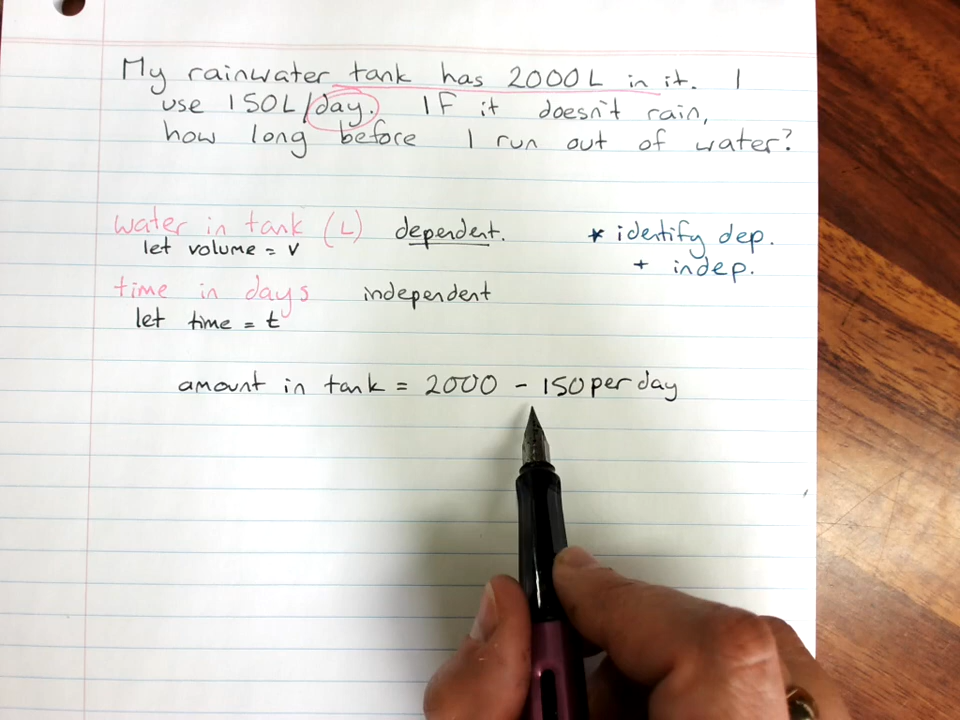 My rainwater tank has 2000L in it. I
use 150L/day. IF it doesn't rain,
how long before I run out of water?
water in tank (L) dependent. * identify dep.
let volume = v + indep.
time in days independent
let time = t
amount in tank = 2000 - 150 per day